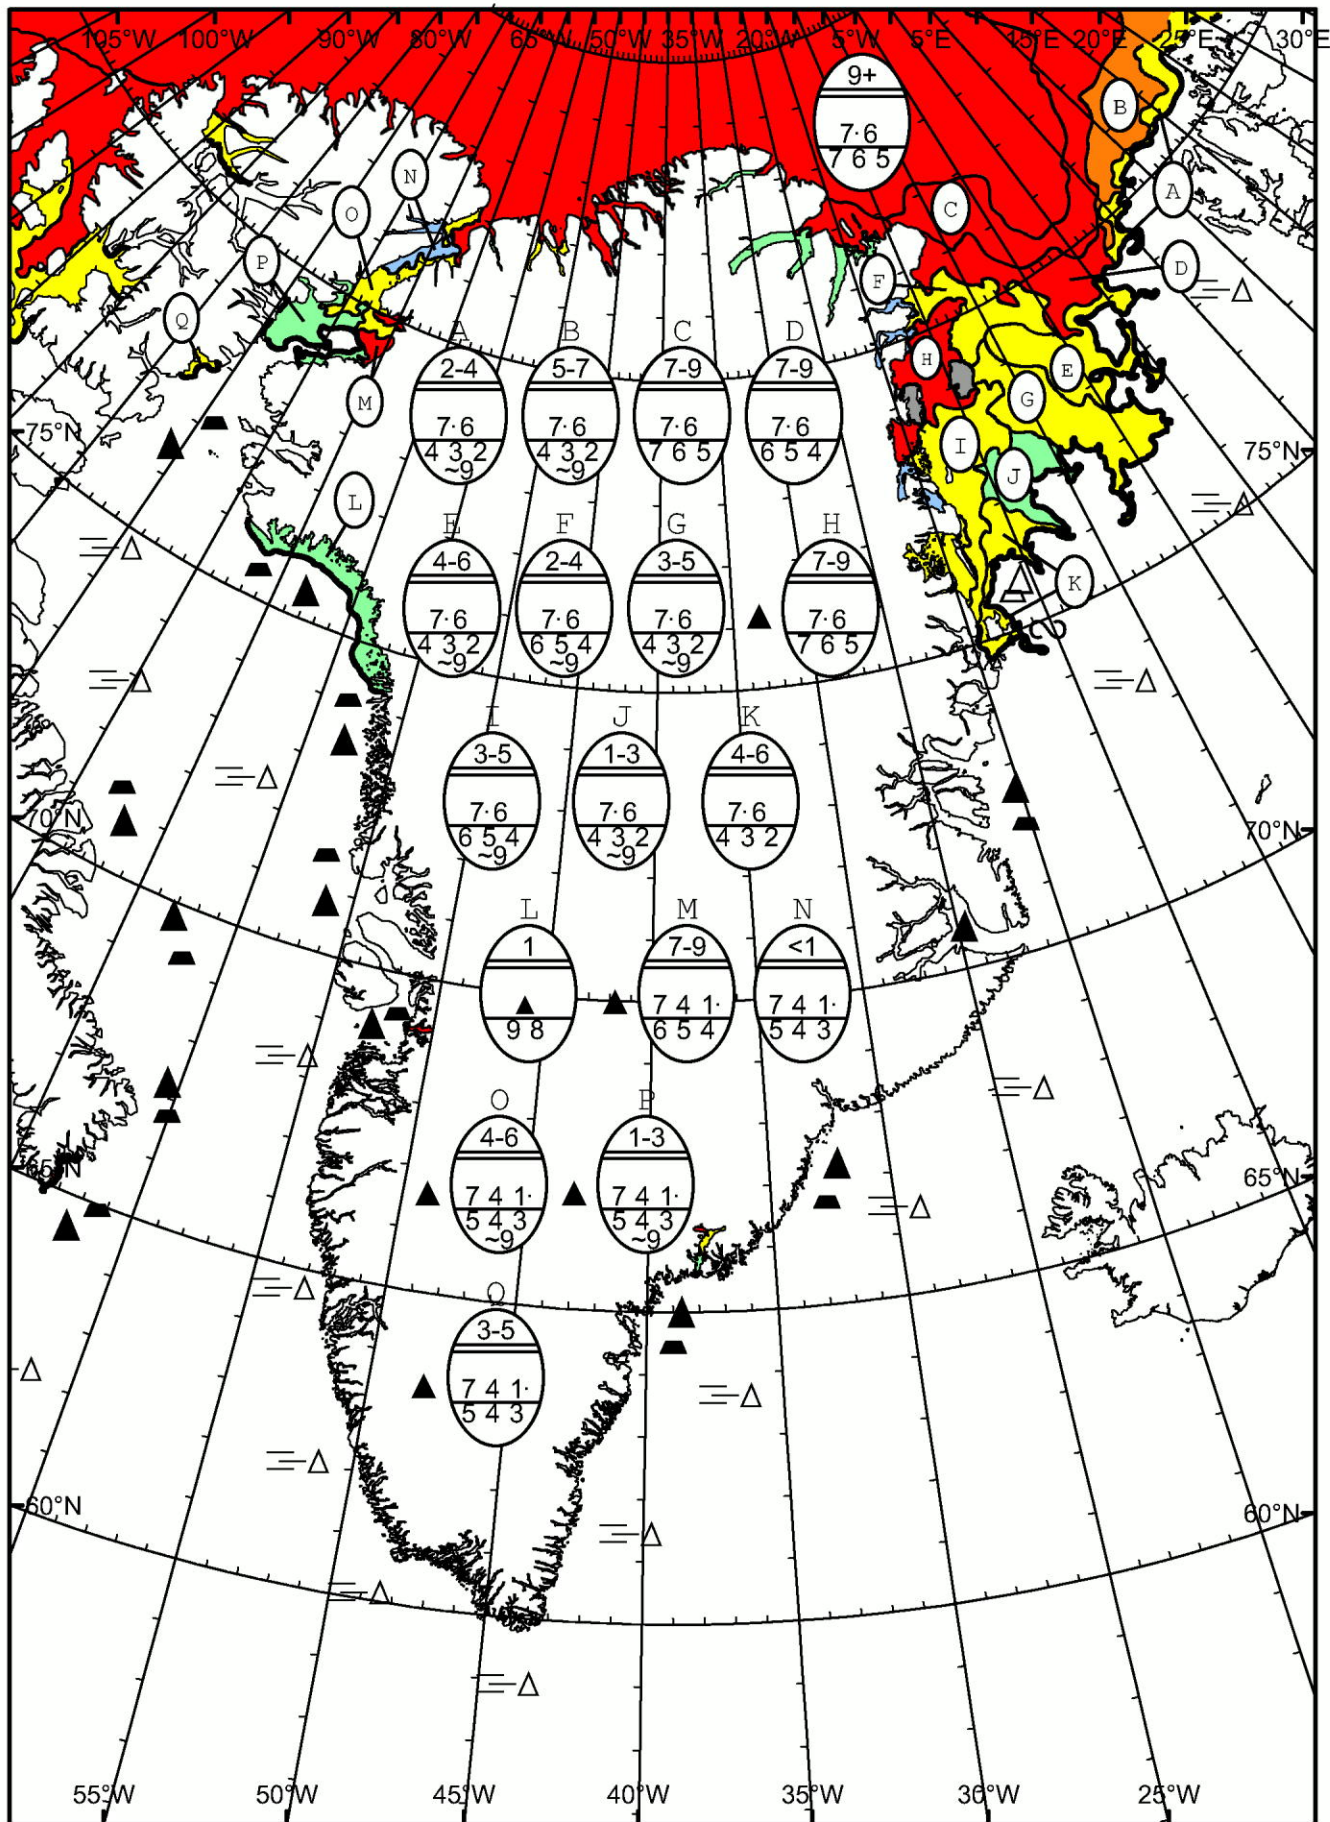 105°W 100°W 90°W 80°W 65°W 50°W 35°W 20°W 5°W 5°E 15°E 20°E 25°E 30°E
9+
7· 6
7 6 5
B
N
A
O
C
P
D
F
Q
H
E
M
G
75°N
I
75°N
J
L
K
A B C D
2-4 5-7 7-9 7-9
7· 6 7· 6 7· 6 7· 6
4 3 2 4 3 2 7 6 5 6 5 4
~9 ~9
E F G H
4-6 2-4 3-5 7-9
7· 6 7· 6 7· 6 7· 6
4 3 2 6 5 4 4 3 2 7 6 5
~9 ~9 ~9
I J K
3-5 1-3 4-6
7· 6 7· 6 7· 6
6 5 4 4 3 2 4 3 2
~9 ~9
70°N 70°N
L M N
1 7-9 <1
7 4 1· 7 4 1·
9 8 6 5 4 5 4 3
O P
4-6 1-3
65°N 65°N
7 4 1· 7 4 1·
5 4 3 5 4 3
~9 ~9
Q
3-5
7 4 1·
5 4 3
60°N 60°N
55°W 50°W 45°W 40°W 35°W 30°W 25°W